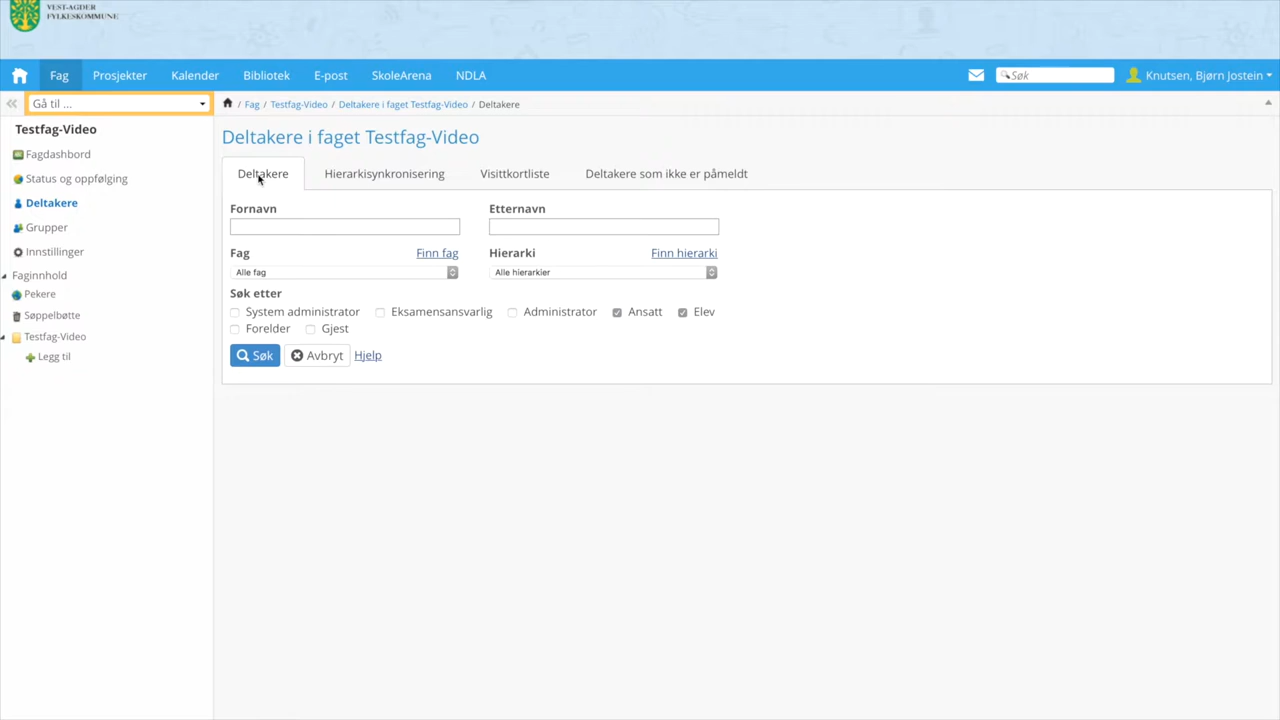 VEST-AGDER
FYLKESKOMMUNE
Fag Prosjekter Kalender Bibliotek E-post SkoleArena NDLA Søk Knutsen, Bjørn Jostein
Gå til ... / Fag / Testfag-Video / Deltakere i faget Testfag-Video / Deltakere
Testfag-Video
Fagdashbord
Status og oppfølging
Deltakere
Grupper
Innstillinger
Faginnhold
Pekere
Søppelbøtte
Testfag-Video
Legg til
Deltakere i faget Testfag-Video
Deltakere Hierarkisynkronisering Visittkortliste Deltakere som ikke er påmeldt
Fornavn Etternavn
Fag Finn fag Hierarki Finn hierarki
Alle fag Alle hierarkier
Søk etter
System administrator Eksamensansvarlig Administrator Ansatt Elev
Forelder Gjest
Søk Avbryt Hjelp